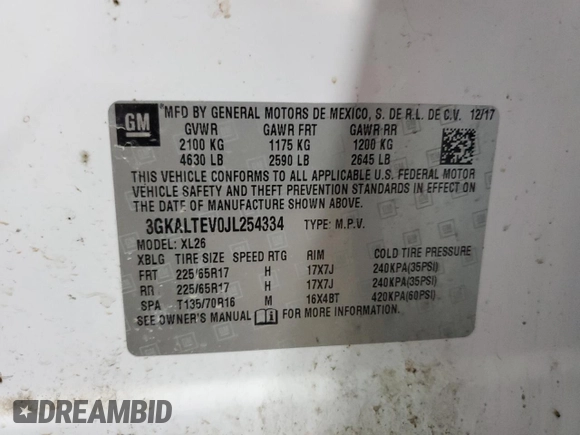 GM
*MFD BY GENERAL MOTORS DE MEXICO, S. DE R.L. DE C.V. 12/17
GVWR GAWR FRT GAWR RR
2100 KG 1175 KG 1200 KG
4630 LB 2590 LB 2645 LB
THIS VEHICLE CONFORMS TO ALL APPLICABLE U.S. FEDERAL MOTOR
VEHICLE SAFETY AND THEFT PREVENTION STANDARDS IN EFFECT ON
THE DATE OF MANUFACTURE SHOWN ABOVE.
3GKALTEV0JL254334 TYPE: M.P.V.
MODEL: XL26
XBLG TIRE SIZE SPEED RTG RIM COLD TIRE PRESSURE
FRT 225/65R17 H 17X7J 240KPA(35PSI)
RR 225/65R17 H 17X7J 240KPA(35PSI)
SPA T135/70R16 M 16X4BT 420KPA(60PSI)
SEE OWNER'S MANUAL FOR MORE INFORMATION.
DREAMBID